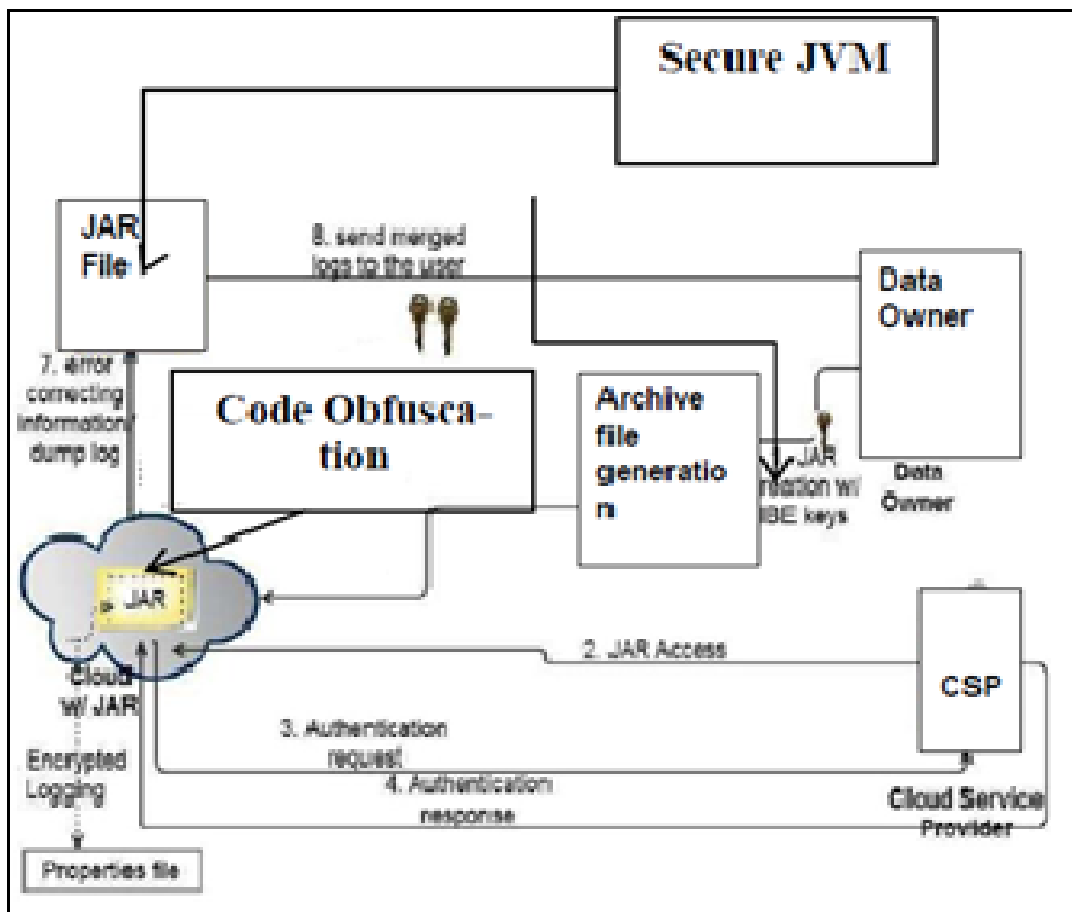 Secure JVM
JAR
File
8. send merged
logs to the user
Data
Owner
7. error
correcting
information/
dump log
Code Obfusca-
tion
Archive
file
generatio
n
JAR
w/
IBE keys
Data
Owner
JAR
Cloud
w/ JAR
2. JAR Access
CSP
3. Authentication
request
4. Authentication
response
Encrypted
Logging
Cloud Service
Provider
Properties file